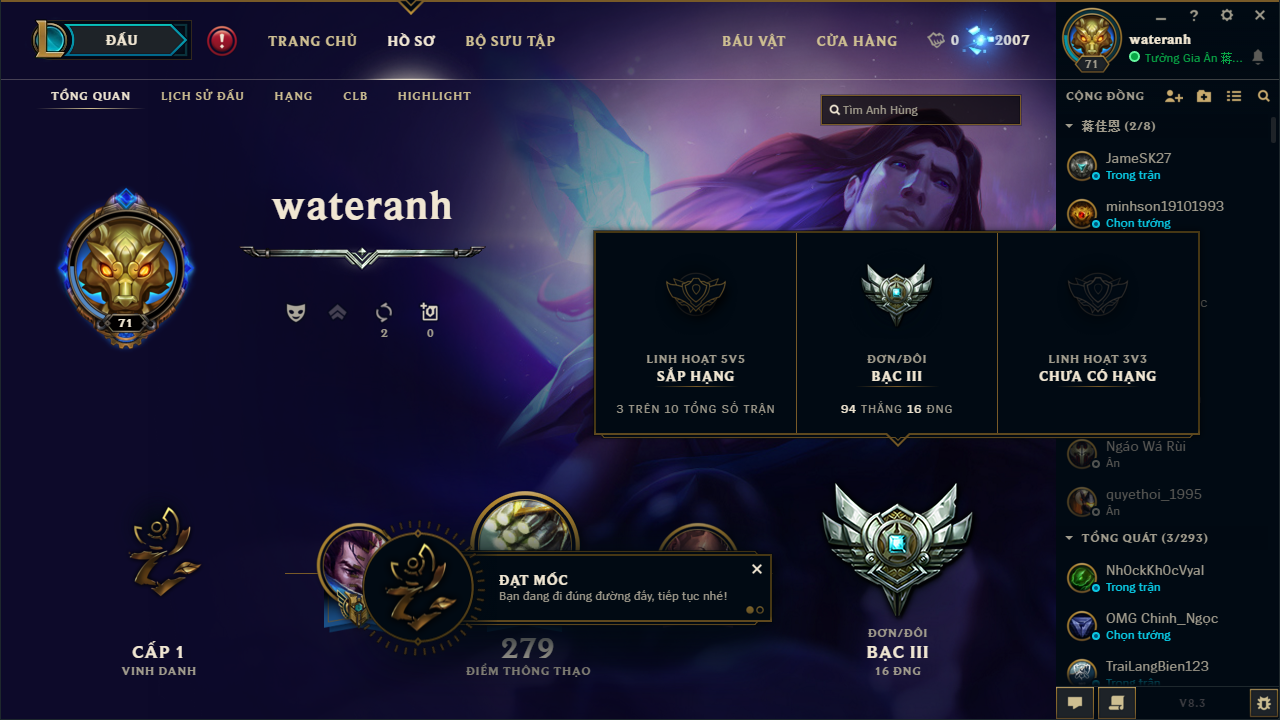 ĐẤU
TRANG CHỦ
HỒ SƠ
BỘ SƯU TẬP
BÁU VẬT
CỬA HÀNG
0
2007
?
wateranh
71
Tưởng Gia Ân 蒋...
TỔNG QUAN
LỊCH SỬ ĐẤU
HẠNG
CLB
HIGHLIGHT
Tìm Anh Hùng
CỘNG ĐỒNG
蒋佳恩 (2/8)
JameSK27
Trong trận
minhson19101993
Chọn tướng
wateranh
71
2
0
LINH HOẠT 5V5
SẮP HẠNG
3 TRÊN 10 TỔNG SỐ TRẬN
ĐƠN/ĐÔI
BẠC III
94 THẮNG 16 ĐNG
LINH HOẠT 3V3
CHƯA CÓ HẠNG
c
Ngáo Wá Rùi
Ẩn
quyethoi_1995
Ẩn
TỔNG QUÁT (3/293)
Nh0ckKh0cVyal
Trong trận
OMG Chinh_Ngọc
Chọn tướng
TraiLangBien123
Trong trận
ĐẠT MỐC
Bạn đang đi đúng đường đấy, tiếp tục nhé!
CẤP 1
VINH DANH
279
ĐIỂM THÔNG THẠO
ĐƠN/ĐÔI
BẠC III
16 ĐNG
V8.3